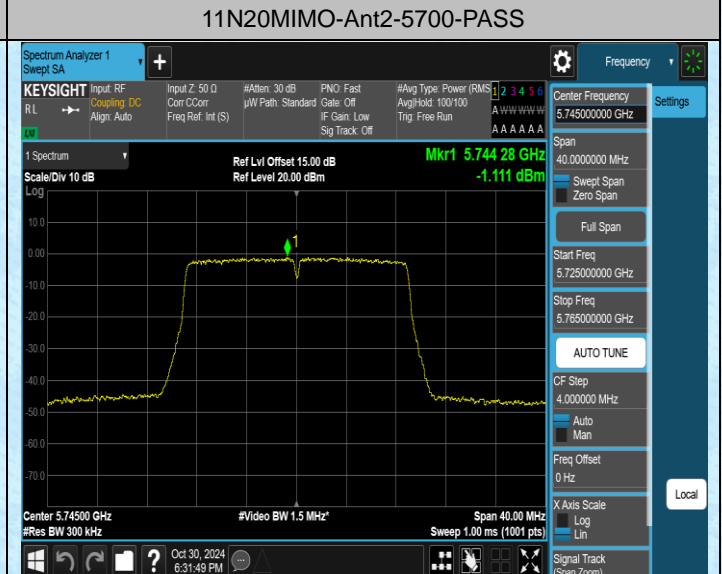 11N20MIMO-Ant2-5700-PASS
Spectrum Analyzer 1
Swept SA
+
Frequency
KEYSIGHT Input: RF Input Z: 50 Ω #Atten: 30 dB PNO: Fast #Avg Type: Power (RMS 1 2 3 4 5 6
RL Coupling: DC Corr CCorr µW Path: Standard Gate: Off Avg|Hold: 100/100 A W W W W W
Align: Auto Freq Ref: Int (S) IF Gain: Low Trig: Free Run
Sig Track: Off A A A A A A
1 Spectrum
Scale/Div 10 dB
Ref Lvl Offset 15.00 dB
Ref Level 20.00 dBm
Mkr1 5.744 28 GHz
-1.111 dBm
Log
10.0
0.00
-10.0
-20.0
-30.0
-40.0
-50.0
-60.0
-70.0
1
Center 5.74500 GHz #Video BW 1.5 MHz* Span 40.00 MHz
#Res BW 300 kHz Sweep 1.00 ms (1001 pts)
Center Frequency
5.745000000 GHz
Settings
Span
40.0000000 MHz
Swept Span
Zero Span
Full Span
Start Freq
5.725000000 GHz
Stop Freq
5.765000000 GHz
AUTO TUNE
CF Step
4.000000 MHz
Auto
Man
Freq Offset
0 Hz
Local
X Axis Scale
Log
Lin
Signal Track
(Span Zoom)
?
Oct 30, 2024
6:31:49 PM